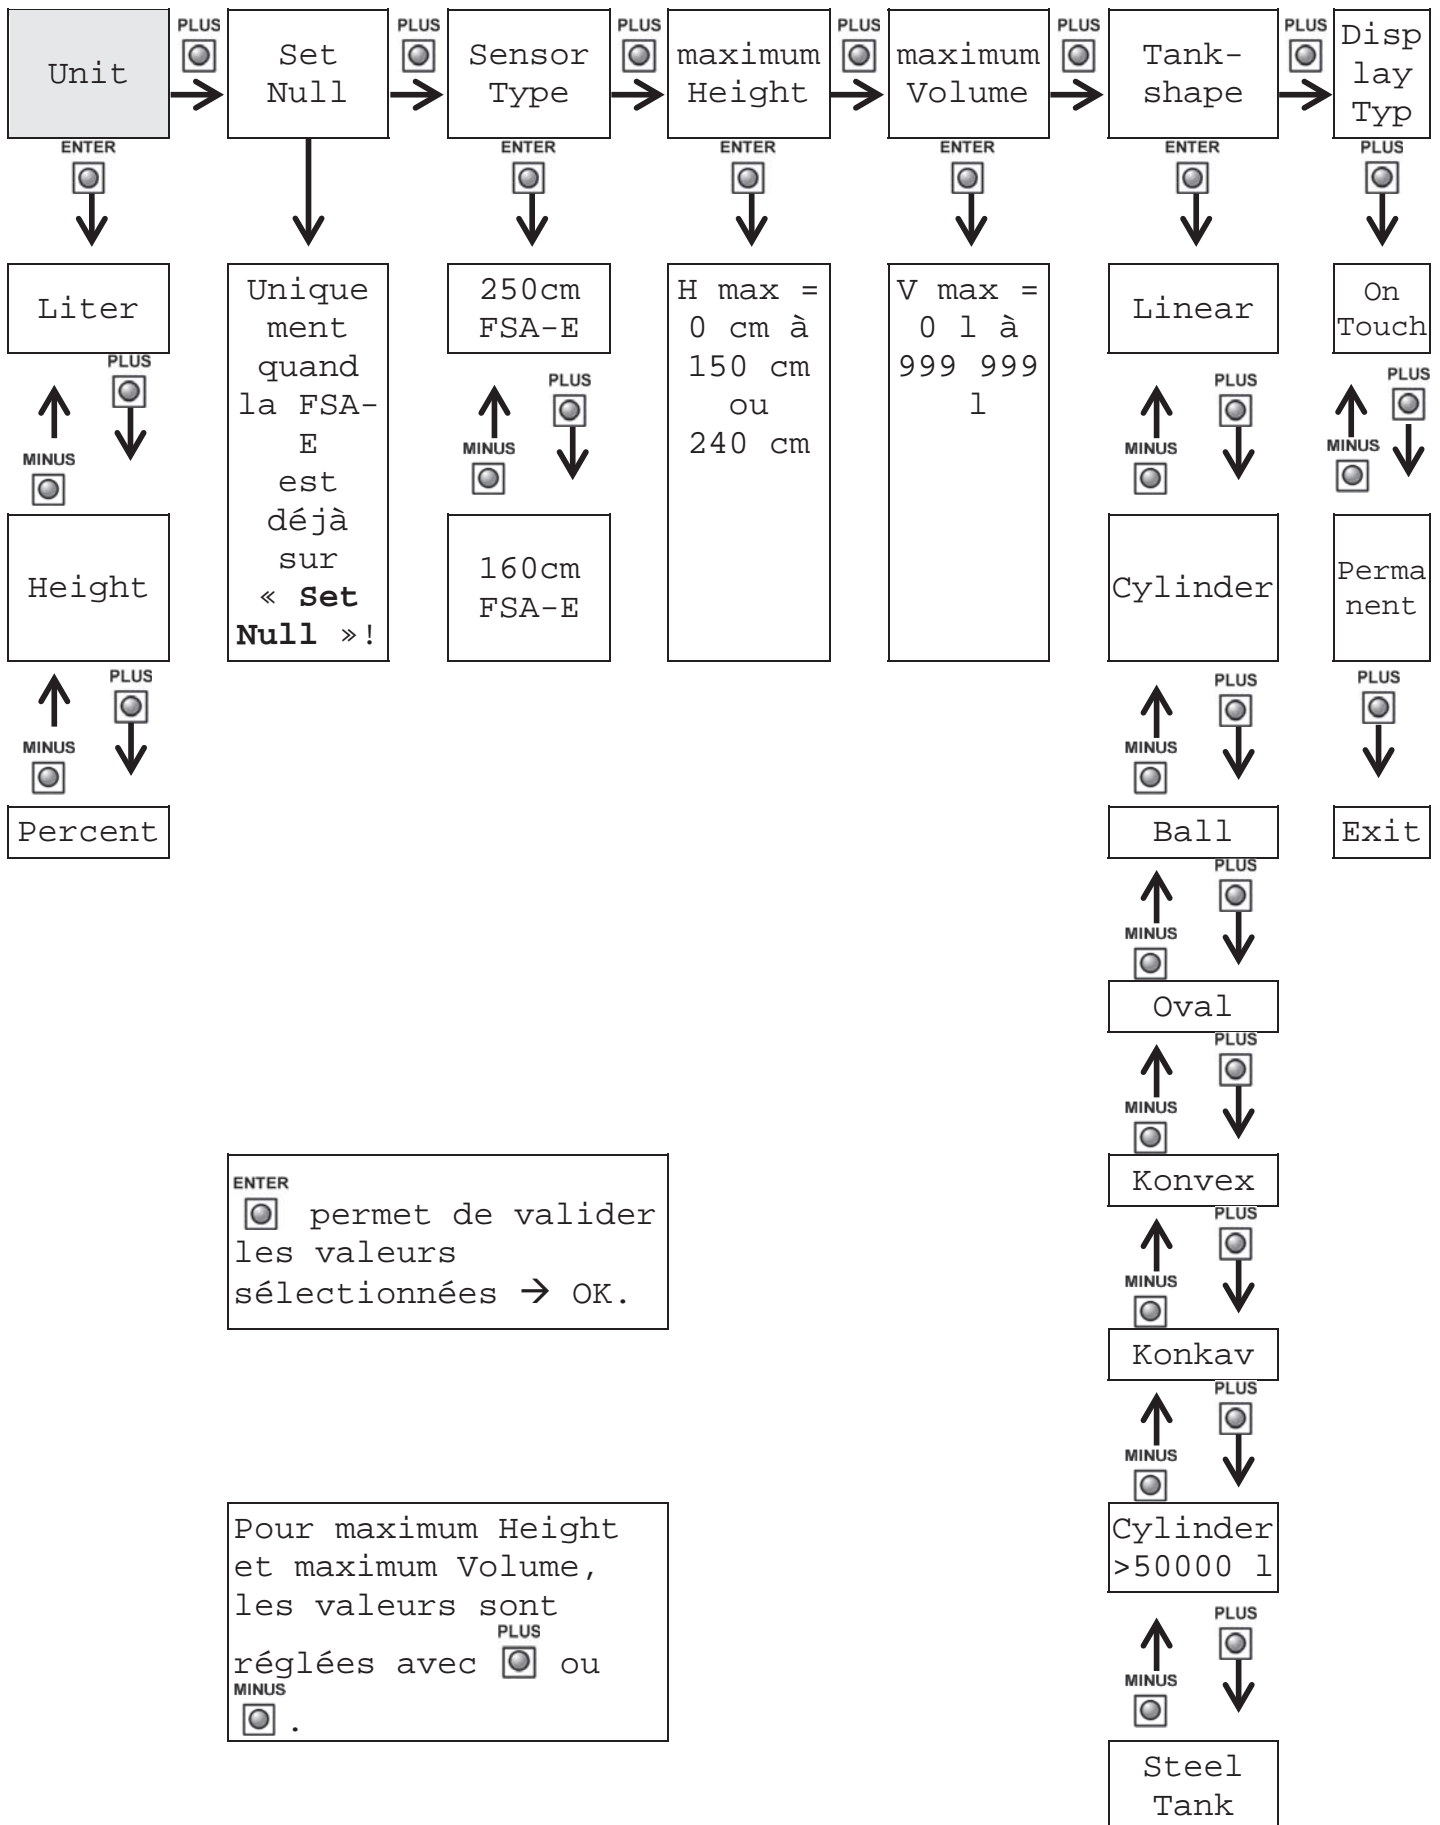 PLUS PLUS PLUS PLUS PLUS PLUS
Unit
Set
Null
Sensor
Type
maximum
Height
maximum
Volume
Tank-
shape
Disp
lay
Typ
ENTER ENTER ENTER ENTER ENTER PLUS
Liter
PLUS
MINUS
Height
PLUS
MINUS
Percent
Unique
ment
quand
la FSA-
E
est
déjà
sur
« Set
Null »!
250cm
FSA-E
PLUS
MINUS
160cm
FSA-E
H max =
0 cm à
150 cm
ou
240 cm
V max =
0 l à
999 999
l
Linear
PLUS
MINUS
Cylinder
PLUS
MINUS
Ball
PLUS
MINUS
Oval
PLUS
MINUS
Konvex
PLUS
MINUS
Konkav
PLUS
MINUS
Cylinder
>50000 l
PLUS
MINUS
Steel
Tank
On
Touch
PLUS
MINUS
Perma
nent
PLUS
Exit
ENTER
permet de valider
les valeurs
sélectionnées → OK.
Pour maximum Height
et maximum Volume,
les valeurs sont
PLUS
réglées avec ou
MINUS
.